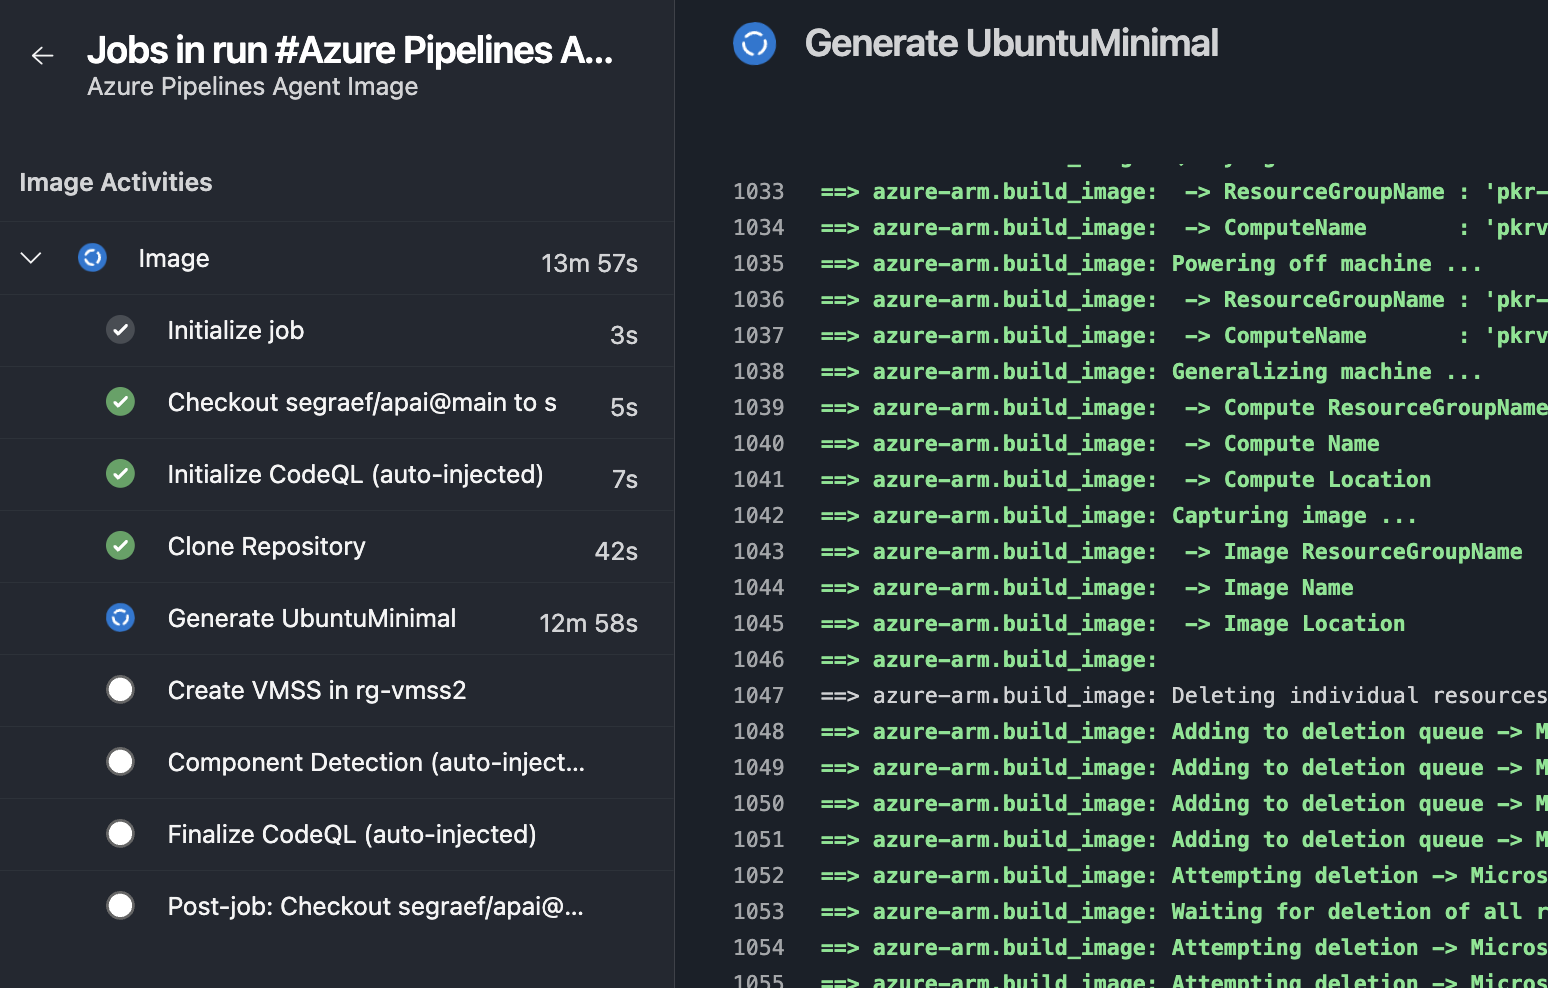 Jobs in run #Azure Pipelines A...
Azure Pipelines Agent Image
Image Activities
Image 13m 57s
Initialize job 3s
Checkout segraef/apai@main to s 5s
Initialize CodeQL (auto-injected) 7s
Clone Repository 42s
Generate UbuntuMinimal 12m 58s
Create VMSS in rg-vmss2
Component Detection (auto-inject...
Finalize CodeQL (auto-injected)
Post-job: Checkout segraef/apai@...
Generate UbuntuMinimal
1033 ==> azure-arm.build_image: -> ResourceGroupName : 'pkr-
1034 ==> azure-arm.build_image: -> ComputeName : 'pkrv
1035 ==> azure-arm.build_image: Powering off machine ...
1036 ==> azure-arm.build_image: -> ResourceGroupName : 'pkr-
1037 ==> azure-arm.build_image: -> ComputeName : 'pkrv
1038 ==> azure-arm.build_image: Generalizing machine ...
1039 ==> azure-arm.build_image: -> Compute ResourceGroupName
1040 ==> azure-arm.build_image: -> Compute Name
1041 ==> azure-arm.build_image: -> Compute Location
1042 ==> azure-arm.build_image: Capturing image ...
1043 ==> azure-arm.build_image: -> Image ResourceGroupName
1044 ==> azure-arm.build_image: -> Image Name
1045 ==> azure-arm.build_image: -> Image Location
1046 ==> azure-arm.build_image:
1047 ==> azure-arm.build_image: Deleting individual resources
1048 ==> azure-arm.build_image: Adding to deletion queue -> M
1049 ==> azure-arm.build_image: Adding to deletion queue -> M
1050 ==> azure-arm.build_image: Adding to deletion queue -> M
1051 ==> azure-arm.build_image: Adding to deletion queue -> M
1052 ==> azure-arm.build_image: Attempting deletion -> Micros
1053 ==> azure-arm.build_image: Waiting for deletion of all r
1054 ==> azure-arm.build_image: Attempting deletion -> Micros
1055 ==> azure-arm.build_image: Attempting deletion -> Micros